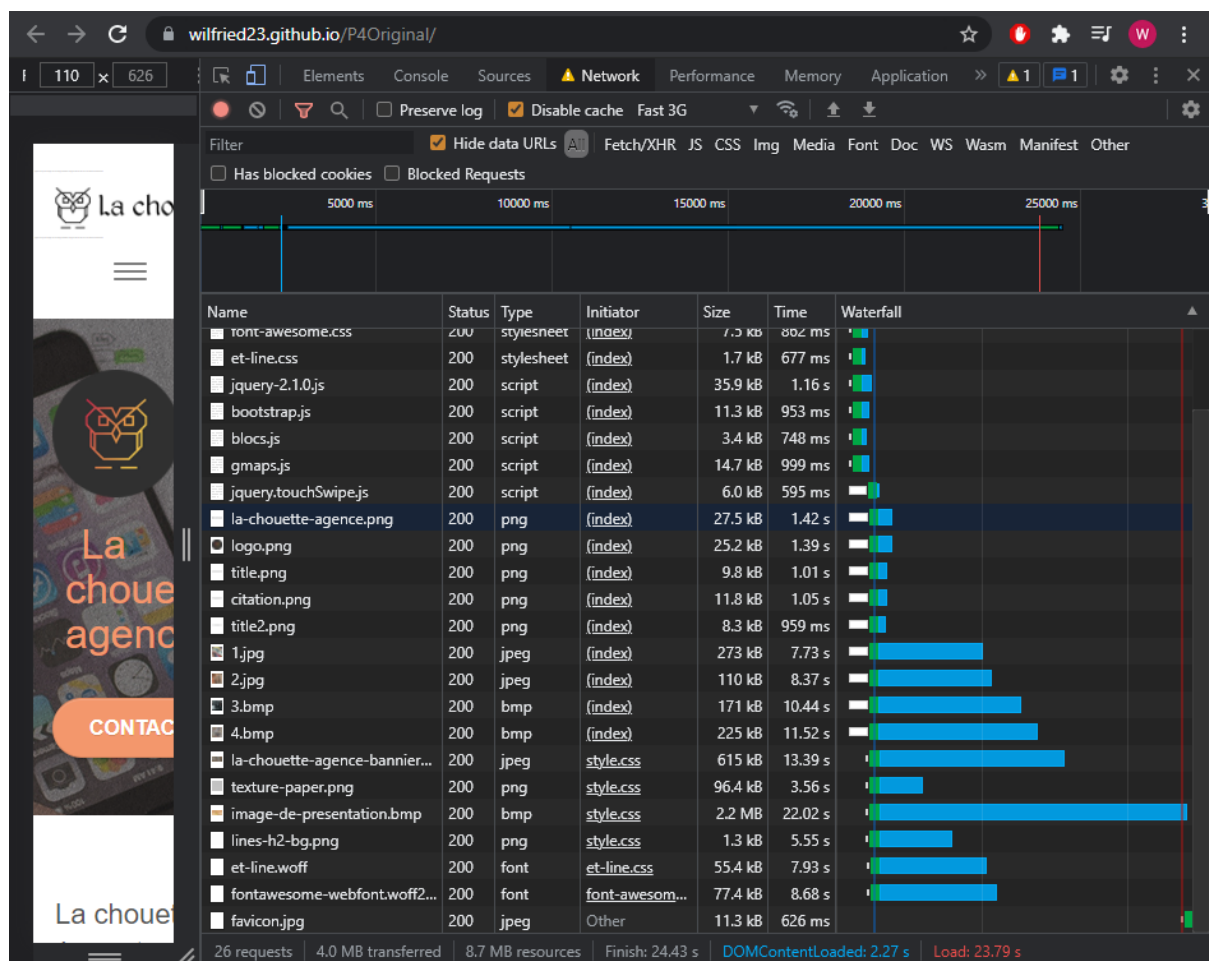 wilfried23.github.io/P4Original/
W
110 x 626
Elements Console Sources Network Performance Memory Application » 1 1
Preserve log Disable cache Fast 3G
Filter Hide data URLs All Fetch/XHR JS CSS Img Media Font Doc WS Wasm Manifest Other
Has blocked cookies Blocked Requests
5000 ms 10000 ms 15000 ms 20000 ms 25000 ms 3
Name Status Type Initiator Size Time Waterfall
font-awesome.css 200 stylesheet (index) 7.5 kB 862 ms
et-line.css 200 stylesheet (index) 1.7 kB 677 ms
jquery-2.1.0.js 200 script (index) 35.9 kB 1.16 s
bootstrap.js 200 script (index) 11.3 kB 953 ms
blocs.js 200 script (index) 3.4 kB 748 ms
gmaps.js 200 script (index) 14.7 kB 999 ms
jquery.touchSwipe.js 200 script (index) 6.0 kB 595 ms
la-chouette-agence.png 200 png (index) 27.5 kB 1.42 s
logo.png 200 png (index) 25.2 kB 1.39 s
title.png 200 png (index) 9.8 kB 1.01 s
citation.png 200 png (index) 11.8 kB 1.05 s
title2.png 200 png (index) 8.3 kB 959 ms
1.jpg 200 jpeg (index) 273 kB 7.73 s
2.jpg 200 jpeg (index) 110 kB 8.37 s
3.bmp 200 bmp (index) 171 kB 10.44 s
4.bmp 200 bmp (index) 225 kB 11.52 s
la-chouette-agence-bannier... 200 jpeg style.css 615 kB 13.39 s
texture-paper.png 200 png style.css 96.4 kB 3.56 s
image-de-presentation.bmp 200 bmp style.css 2.2 MB 22.02 s
lines-h2-bg.png 200 png style.css 1.3 kB 5.55 s
et-line.woff 200 font et-line.css 55.4 kB 7.93 s
fontawesome-webfont.woff2... 200 font font-awesom... 77.4 kB 8.68 s
favicon.jpg 200 jpeg Other 11.3 kB 626 ms
26 requests 4.0 MB transferred 8.7 MB resources Finish: 24.43 s DOMContentLoaded: 2.27 s Load: 23.79 s
La cho
La
choue
agenc
CONTAC
La chouet